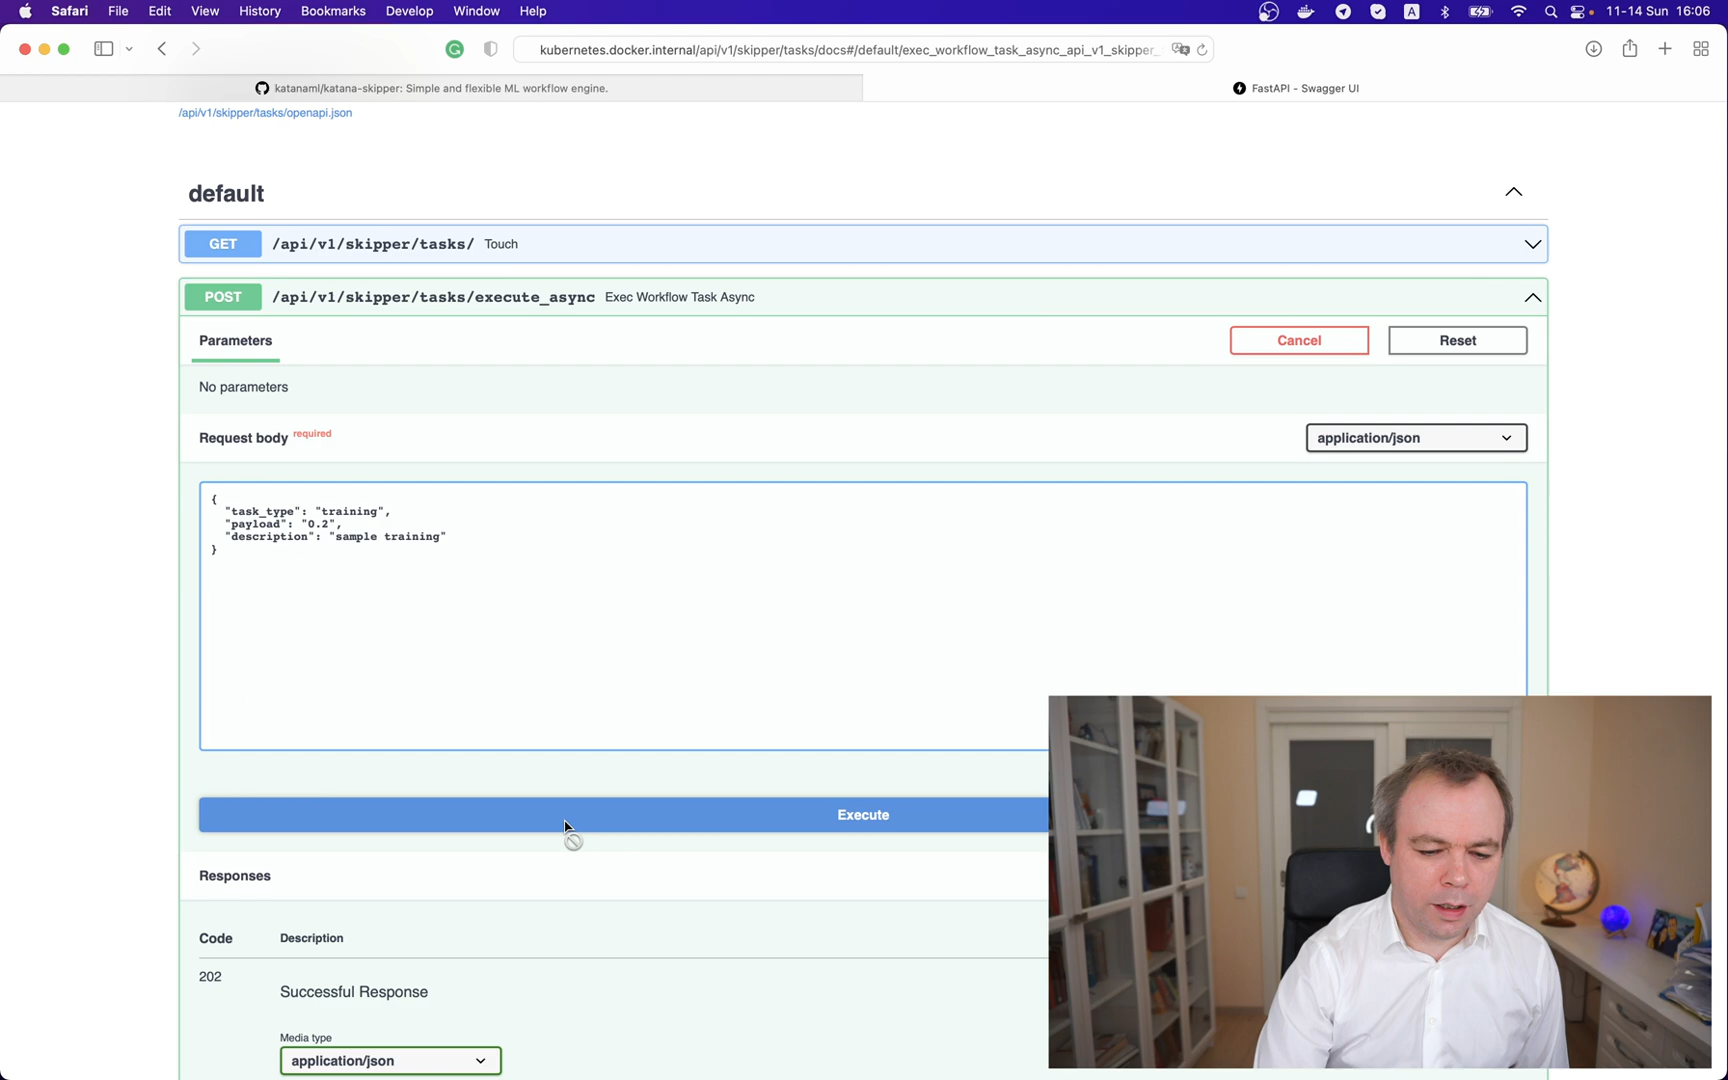 Safari File Edit View History Bookmarks Develop Window Help
A
11-14 Sun 16:06
kubernetes.docker.internal/api/v1/skipper/tasks/docs#/default/exec_workflow_task_async_api_v1_skipper_
katanaml/katana-skipper: Simple and flexible ML workflow engine.
FastAPI - Swagger UI
/api/v1/skipper/tasks/openapi.json
default
GET /api/v1/skipper/tasks/ Touch
POST /api/v1/skipper/tasks/execute_async Exec Workflow Task Async
Parameters
Cancel
Reset
No parameters
Request body required
application/json
{
"task_type": "training",
"payload": "0.2",
"description": "sample training"
}
Execute
Responses
Code Description
202
Successful Response
Media type
application/json